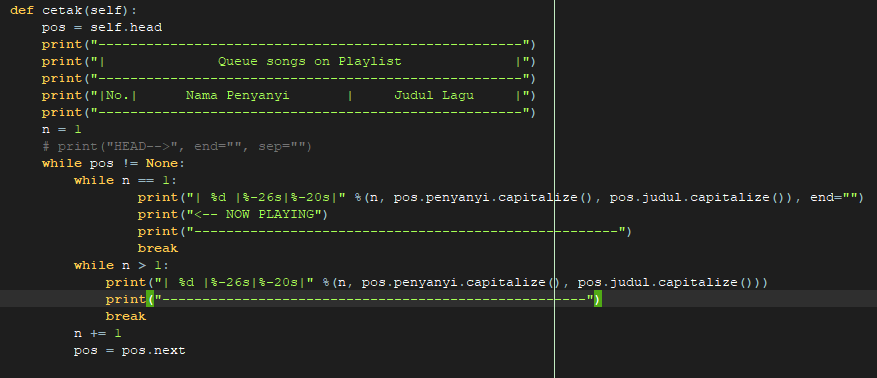 def cetak(self):
    pos = self.head
    print("-----------------------------------------------------")
    print("|              Queue songs on Playlist              |")
    print("-----------------------------------------------------")
    print("|No.|      Nama Penyanyi       |     Judul Lagu     |")
    print("-----------------------------------------------------")
    n = 1
    # print("HEAD-->", end="", sep="")
    while pos != None:
        while n == 1:
                print("| %d |%-26s|%-20s|" %(n, pos.penyanyi.capitalize(), pos.judul.capitalize()), end="")
                print("<-- NOW PLAYING")
                print("-----------------------------------------------------")
                break
        while n > 1:
            print("| %d |%-26s|%-20s|" %(n, pos.penyanyi.capitalize(), pos.judul.capitalize()))
            print("-----------------------------------------------------")
            break
        n += 1
        pos = pos.next